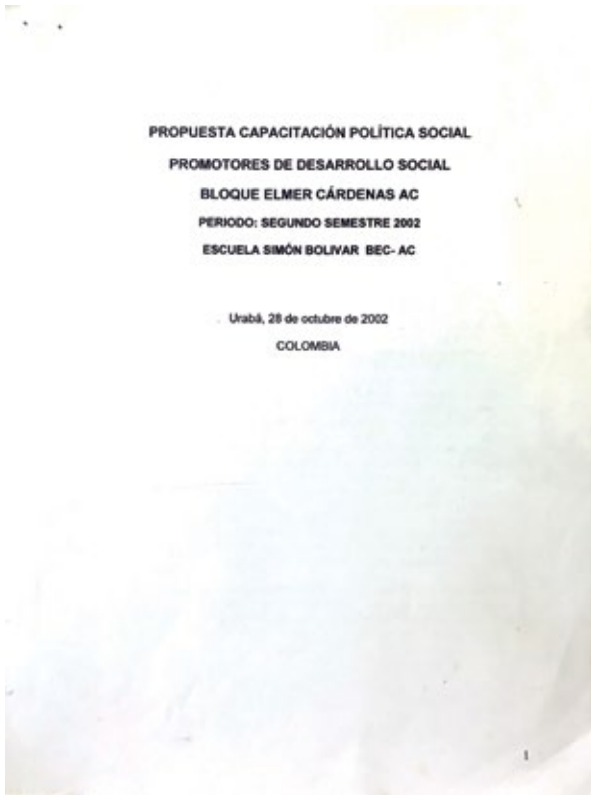 PROPUESTA CAPACITACIÓN POLÍTICA SOCIAL
PROMOTORES DE DESARROLLO SOCIAL
BLOQUE ELMER CÁRDENAS AC
PERIODO: SEGUNDO SEMESTRE 2002
ESCUELA SIMÓN BOLIVAR BEC- AC
Urabá, 28 de octubre de 2002
COLOMBIA
1